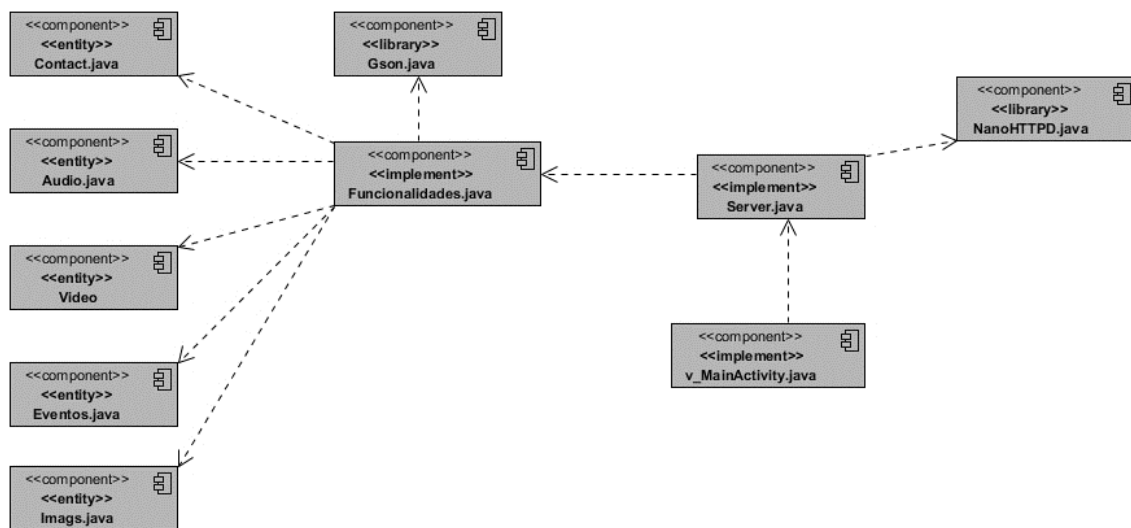 <<component>>
<<entity>>
Contact.java
<<component>>
<<library>>
Gson.java
<<component>>
<<library>>
NanoHTTPD.java
<<component>>
<<entity>>
Audio.java
<<component>>
<<implement>>
Funcionalidades.java
<<component>>
<<implement>>
Server.java
<<component>>
<<entity>>
Video
<<component>>
<<implement>>
v_MainActivity.java
<<component>>
<<entity>>
Eventos.java
<<component>>
<<entity>>
Imags.java